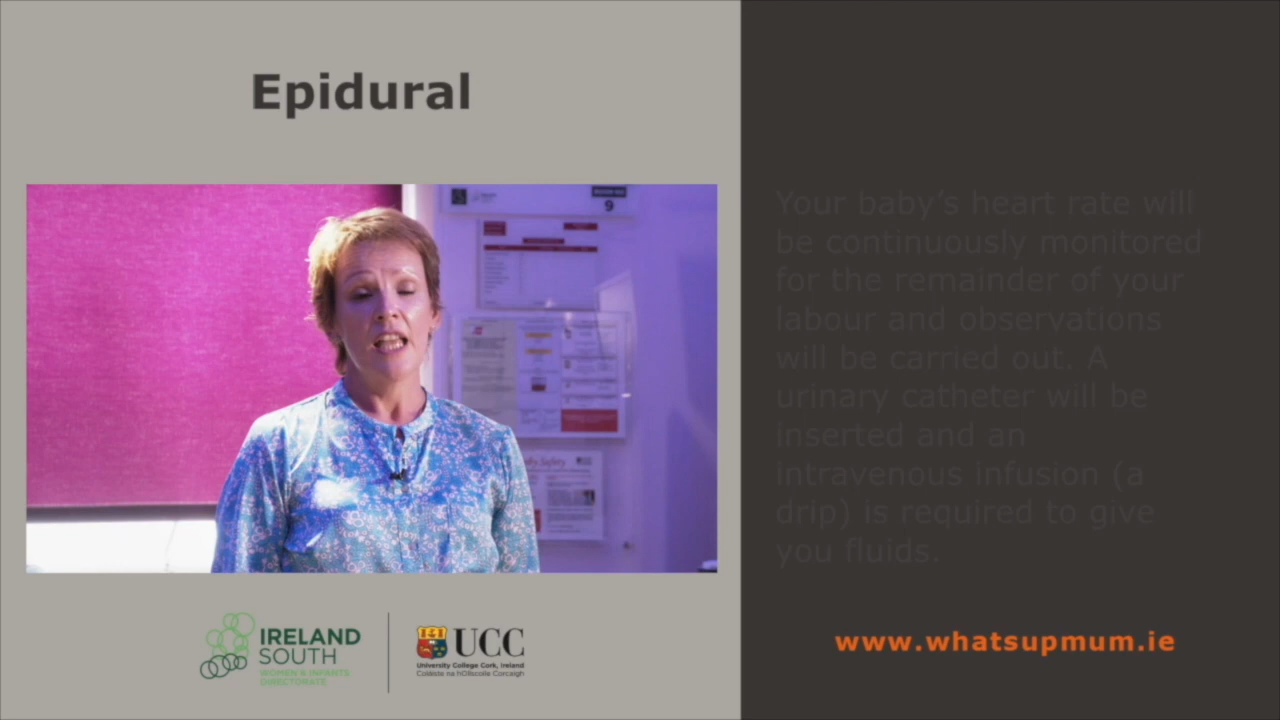 Epidural
9
Your baby’s heart rate will
be continuously monitored
for the remainder of your
labour and observations
will be carried out. A
urinary catheter will be
inserted and an
intravenous infusion (a
drip) is required to give
you fluids.
IRELAND
SOUTH
WOMEN & INFANTS
DIRECTORATE
UCC
University College Cork, Ireland
Coláiste na hOllscoile Corcaigh
www.whatsupmum.ie